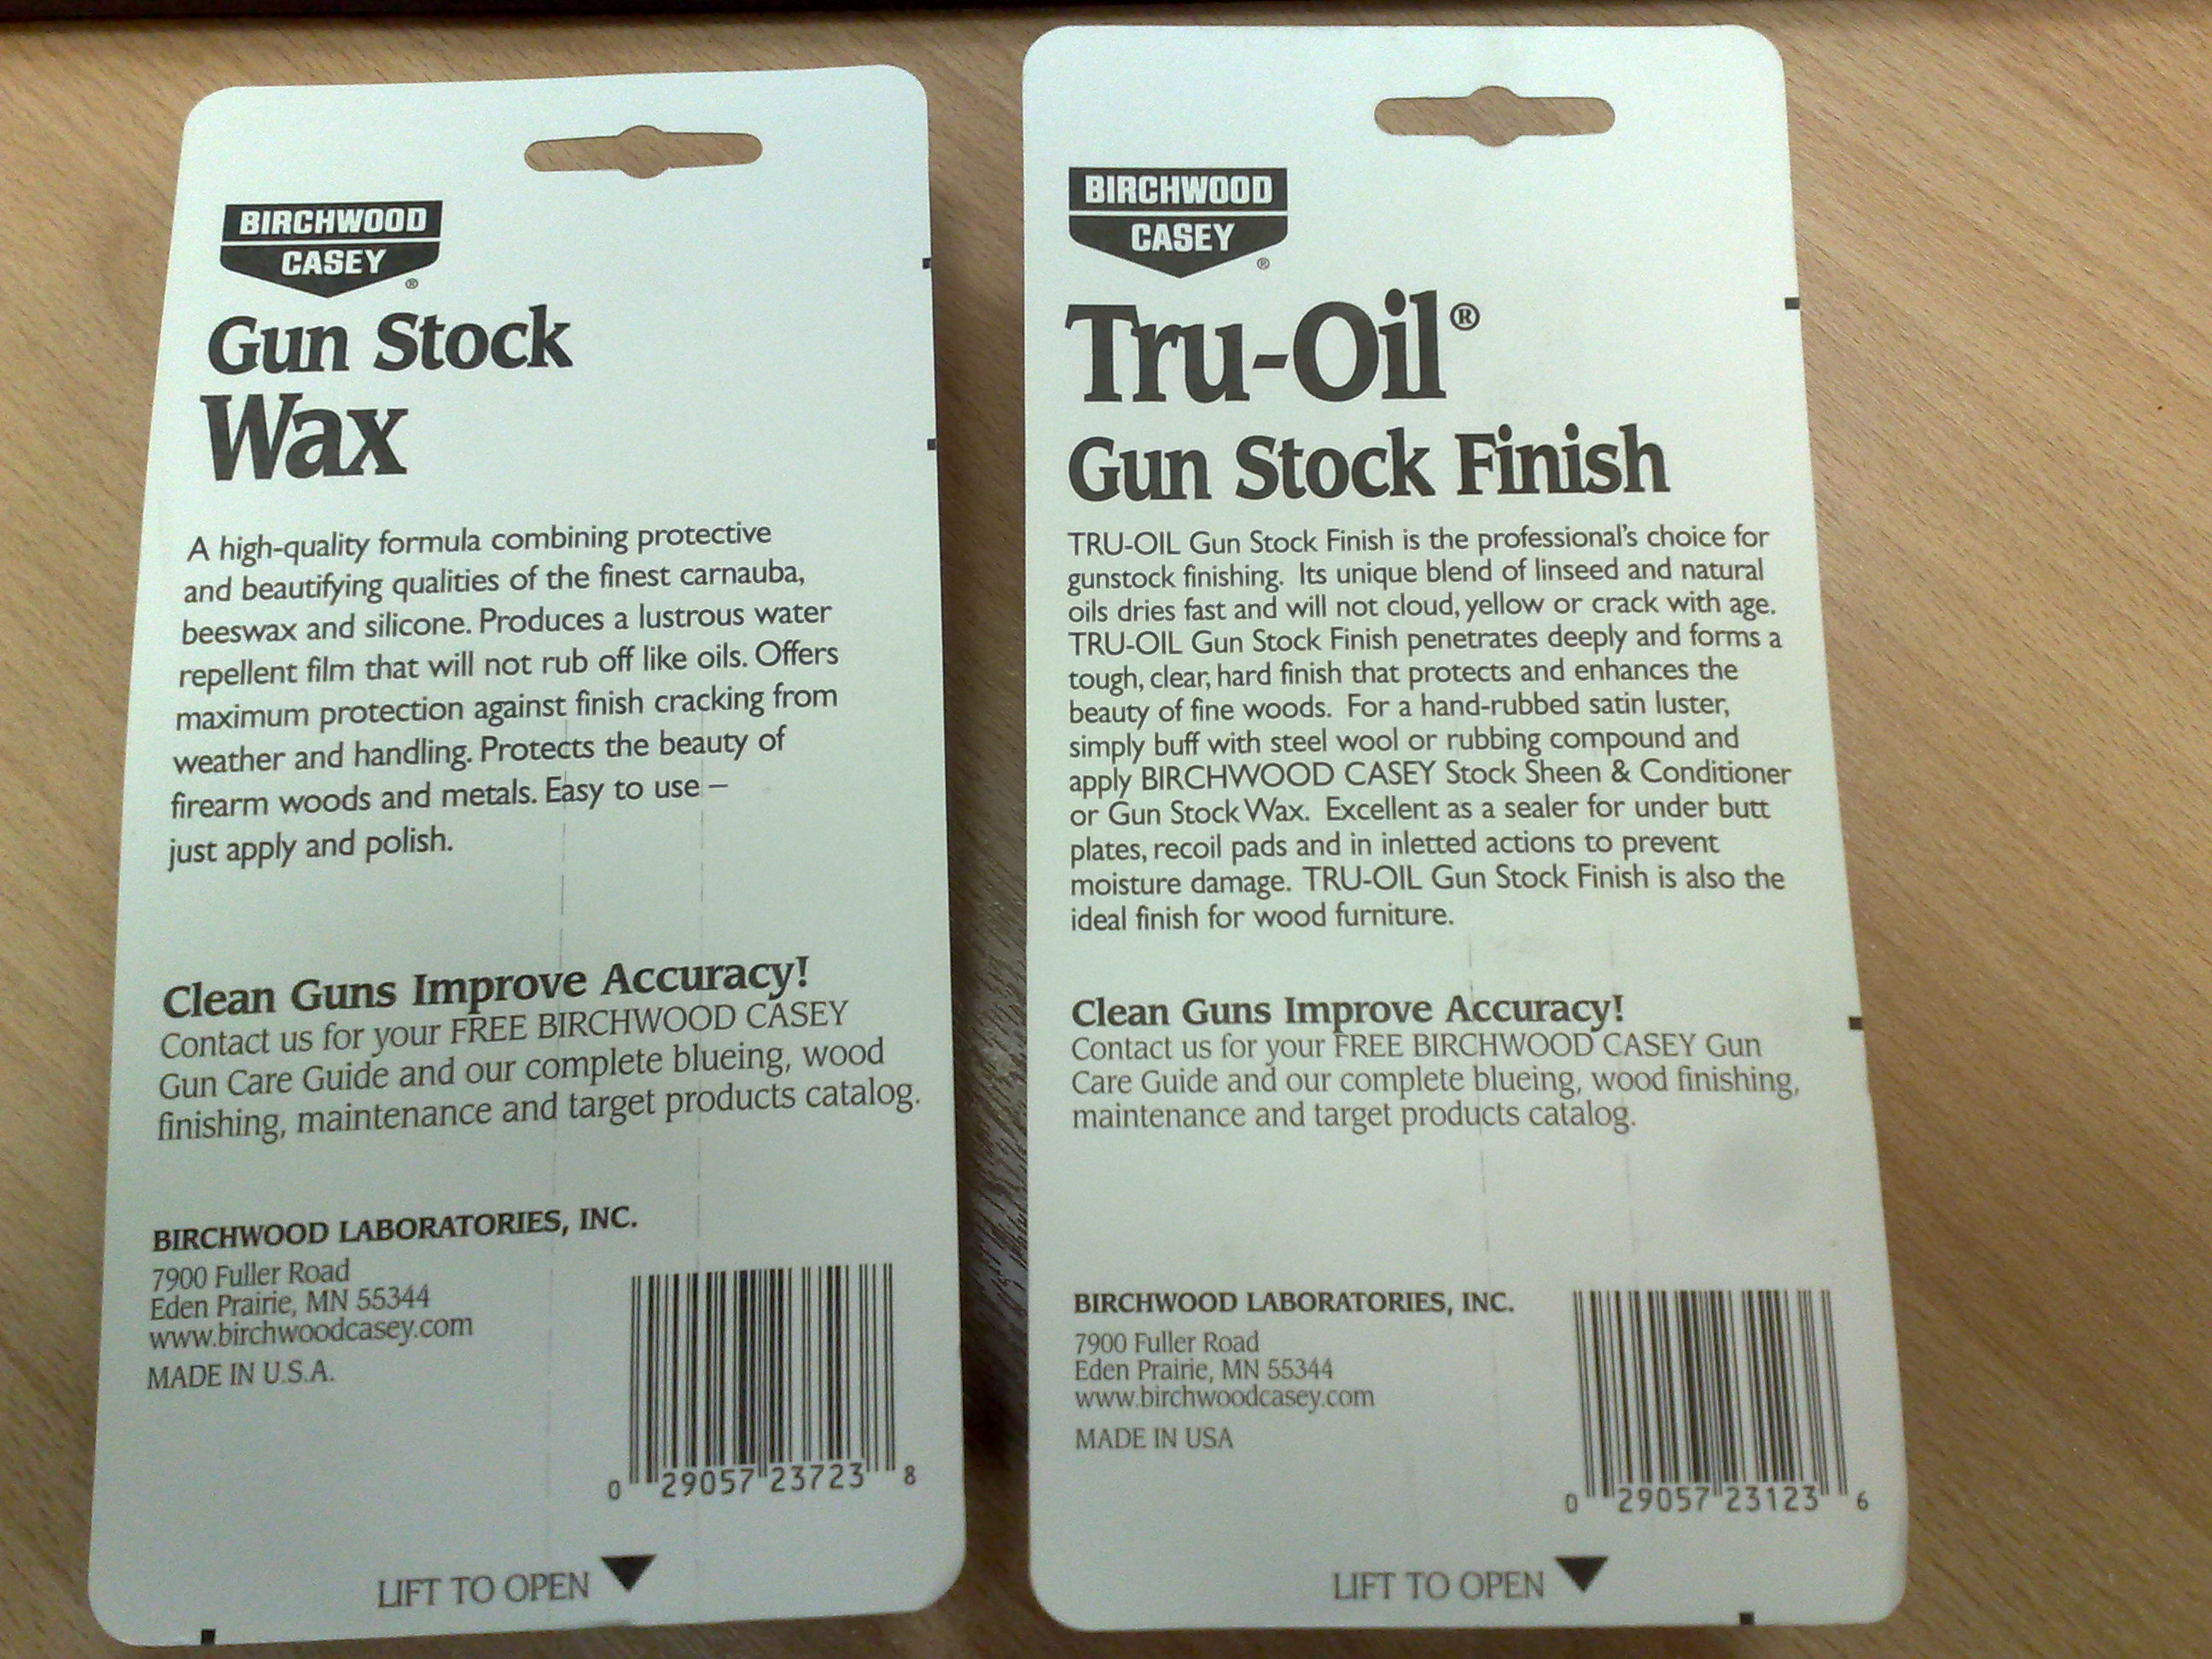 BIRCHWOOD
CASEY
®
Gun Stock
Wax
A high-quality formula combining protective
and beautifying qualities of the finest carnauba,
beeswax and silicone. Produces a lustrous water
repellent film that will not rub off like oils. Offers
maximum protection against finish cracking from
weather and handling. Protects the beauty of
firearm woods and metals. Easy to use –
just apply and polish.
Clean Guns Improve Accuracy!
Contact us for your FREE BIRCHWOOD CASEY
Gun Care Guide and our complete blueing, wood
finishing, maintenance and target products catalog.
BIRCHWOOD LABORATORIES, INC.
7900 Fuller Road
Eden Prairie, MN 55344
www.birchwoodcasey.com
MADE IN U.S.A.
0 29057 23723 8
LIFT TO OPEN
BIRCHWOOD
CASEY
®
Tru-Oil®
Gun Stock Finish
TRU-OIL Gun Stock Finish is the professional's choice for
gunstock finishing. Its unique blend of linseed and natural
oils dries fast and will not cloud, yellow or crack with age.
TRU-OIL Gun Stock Finish penetrates deeply and forms a
tough, clear, hard finish that protects and enhances the
beauty of fine woods. For a hand-rubbed satin luster,
simply buff with steel wool or rubbing compound and
apply BIRCHWOOD CASEY Stock Sheen & Conditioner
or Gun Stock Wax. Excellent as a sealer for under butt
plates, recoil pads and in inletted actions to prevent
moisture damage. TRU-OIL Gun Stock Finish is also the
ideal finish for wood furniture.
Clean Guns Improve Accuracy!
Contact us for your FREE BIRCHWOOD CASEY Gun
Care Guide and our complete blueing, wood finishing,
maintenance and target products catalog.
BIRCHWOOD LABORATORIES, INC.
7900 Fuller Road
Eden Prairie, MN 55344
www.birchwoodcasey.com
MADE IN USA
0 29057 23123 6
LIFT TO OPEN